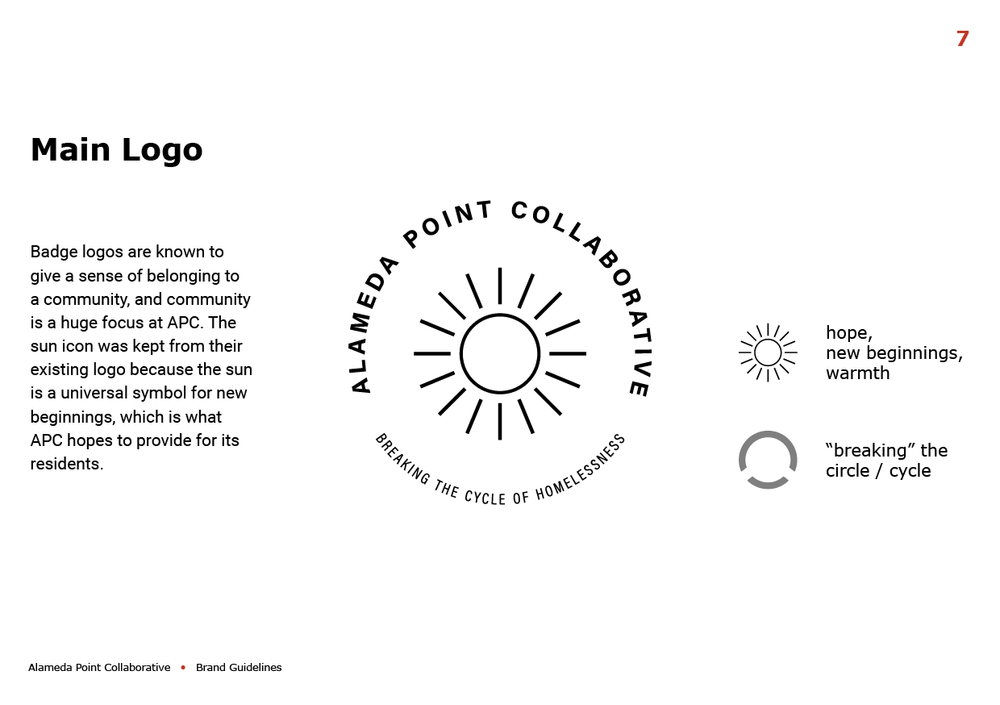 7
Main Logo
Badge logos are known to
give a sense of belonging to
a community, and community
is a huge focus at APC. The
sun icon was kept from their
existing logo because the sun
is a universal symbol for new
beginnings, which is what
APC hopes to provide for its
residents.
ALAMEDA POINT COLLABORATIVE
BREAKING THE CYCLE OF HOMELESSNESS
hope,
new beginnings,
warmth
“breaking” the
circle / cycle
Alameda Point Collaborative • Brand Guidelines